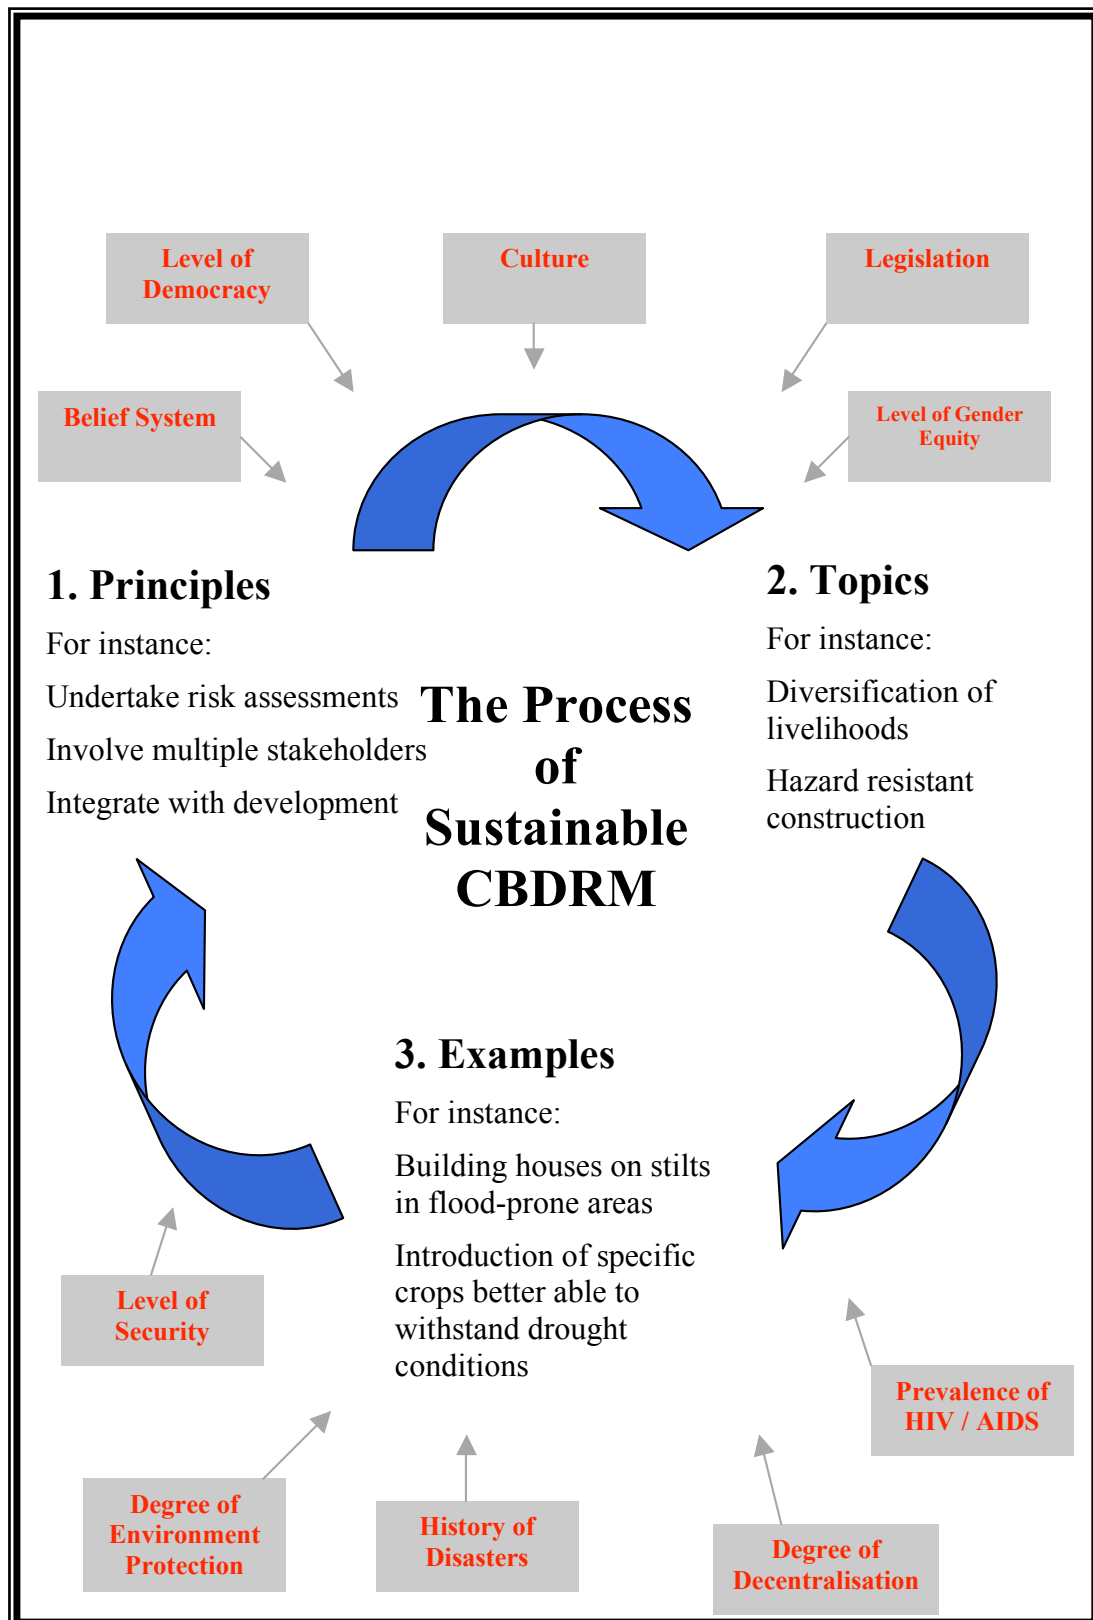 Level of
Democracy
Culture
Legislation
Belief System
Level of Gender
Equity
1. Principles
For instance:
Undertake risk assessments
Involve multiple stakeholders
Integrate with development
The Process
of
Sustainable
CBDRM
2. Topics
For instance:
Diversification of
livelihoods
Hazard resistant
construction
3. Examples
For instance:
Building houses on stilts
in flood-prone areas
Introduction of specific
crops better able to
withstand drought
conditions
Level of
Security
Prevalence of
HIV / AIDS
Degree of
Environment
Protection
History of
Disasters
Degree of
Decentralisation